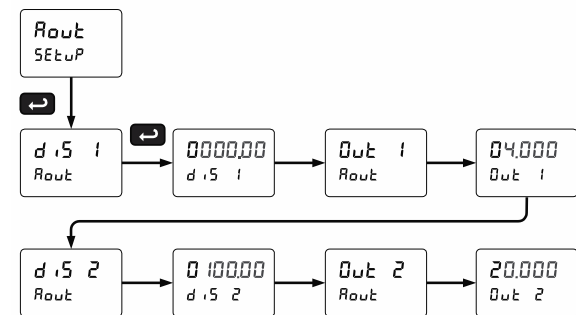 Aout
SEtuP
diS 1
Aout
0000.00
diS 1
Out 1
Aout
04.000
Out 1
diS 2
Aout
0100.00
diS 2
Out 2
Aout
20.000
Out 2